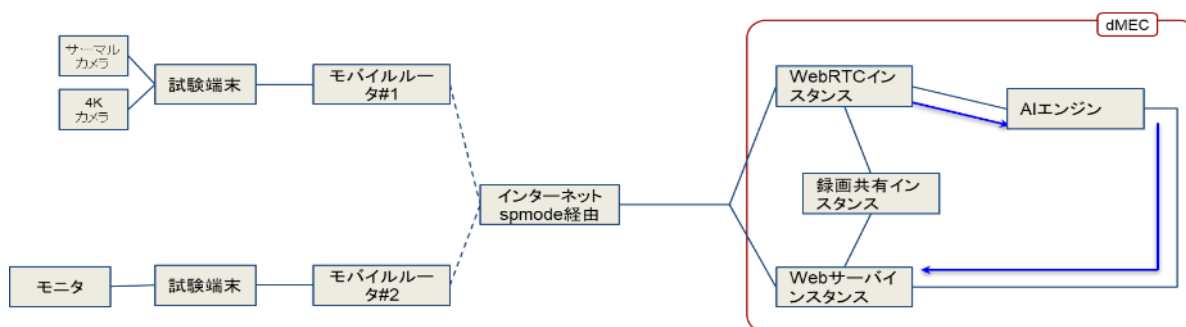 dMEC
サーマル
カメラ
4K
カメラ
試験端末
モバイルルー
タ#1
WebRTCイン
スタンス
AIエンジン
インターネット
spmode経由
録画共有イン
スタンス
モニタ
試験端末
モバイルルー
タ#2
Webサーバイ
ンスタンス